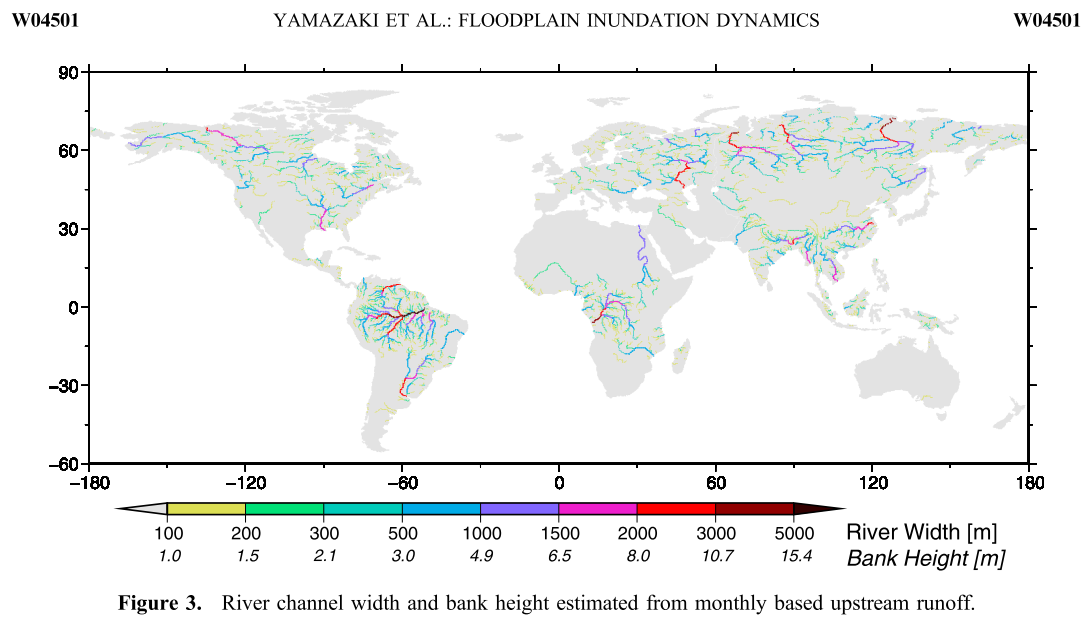 W04501 YAMAZAKI ET AL.: FLOODPLAIN INUNDATION DYNAMICS W04501
90
60
30
0
−30
−60
−180 −120 −60 0 60 120 180
100 200 300 500 1000 1500 2000 3000 5000 River Width [m]
1.0 1.5 2.1 3.0 4.9 6.5 8.0 10.7 15.4 Bank Height [m]
Figure 3. River channel width and bank height estimated from monthly based upstream runoff.